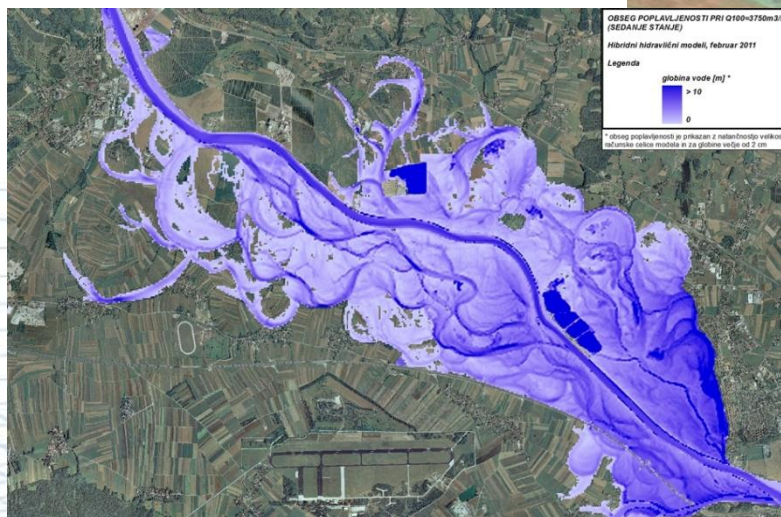 OBSEG POPLAVLJENOSTI PRI Q100=3750m3/
(SEDANJE STANJE)
Hibridni hidravlični modeli, februar 2011
Legenda
globina vode [m] *
> 10
0
* obseg poplavljenosti je prikazan z natančnostjo velikos
računske celice modela in za globine večje od 2 cm